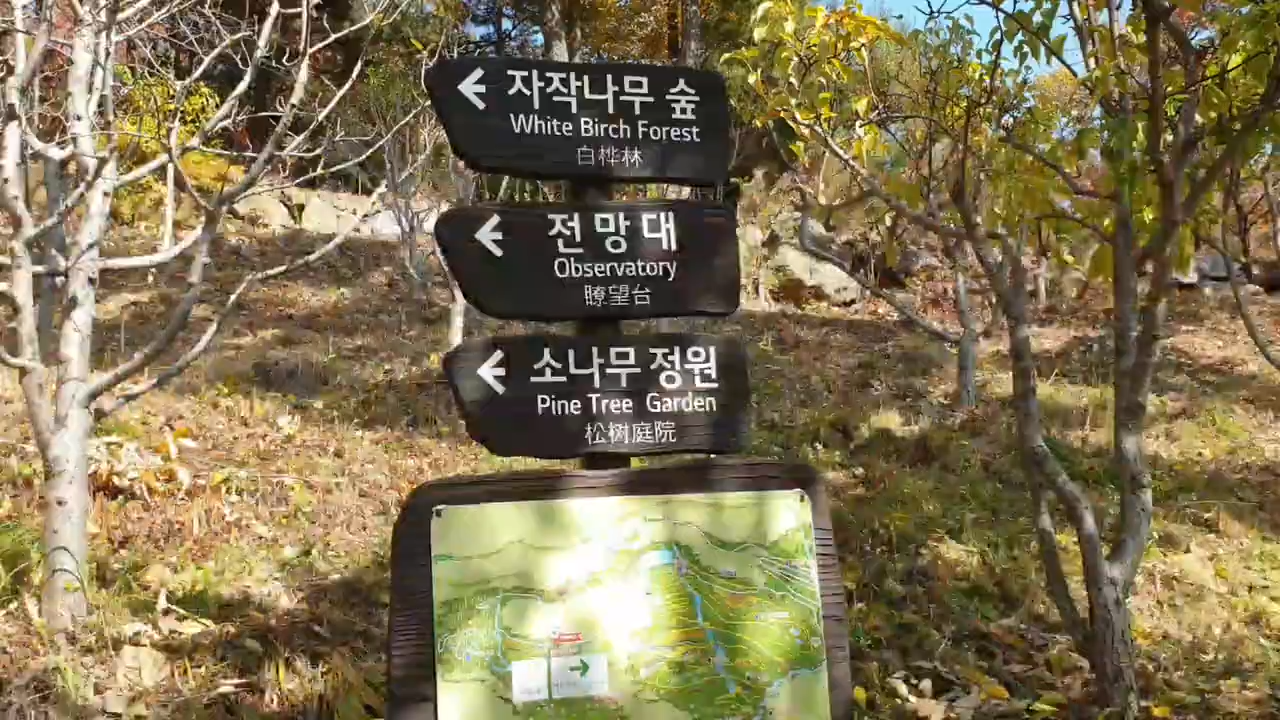 자작나무 숲
White Birch Forest
白桦林
전망대
Observatory
瞭望台
소나무 정원
Pine Tree Garden
松树庭院